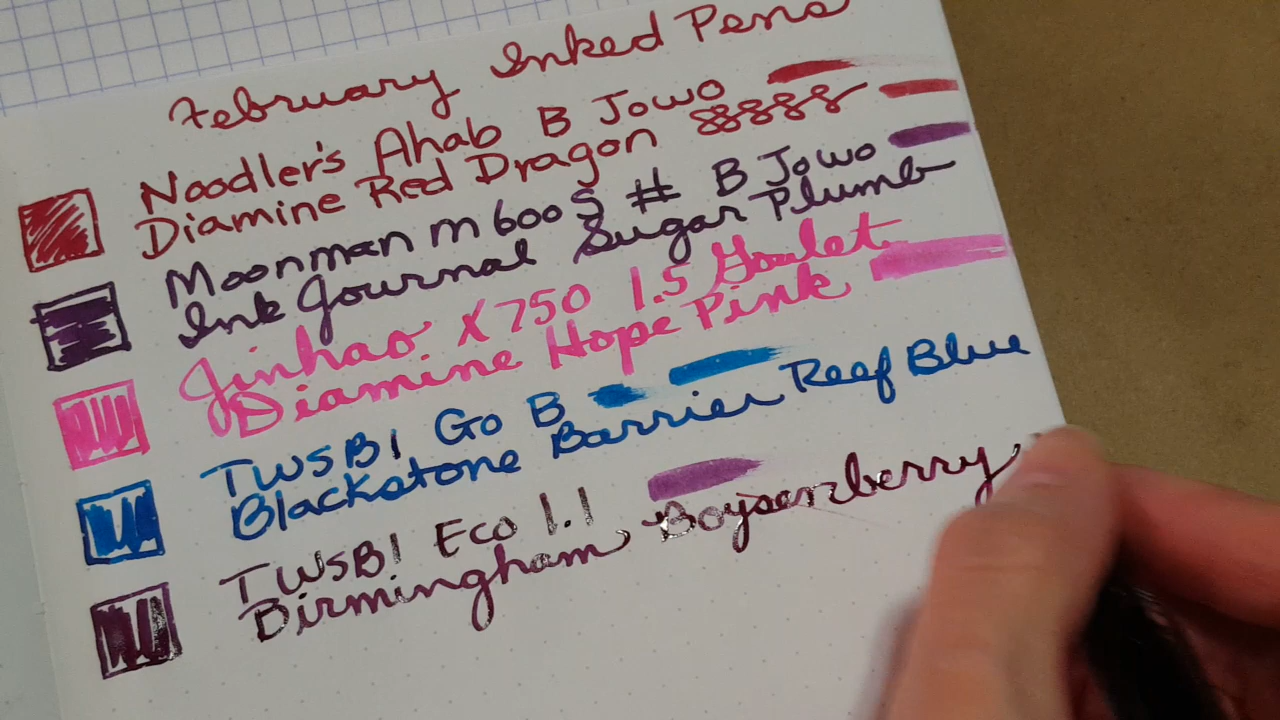 February Inked Pens
Noodler's Ahab B Jowo
Diamine Red Dragon
Moonman M600S # B Jowo
Ink Journal Sugar Plumb
Jinhao X750 1.5 Goulet
Diamine Hope Pink
TWSBI Go B
Blackstone Barrier Reef Blue
TWSBI Eco 1.1
Birmingham Boysenberry